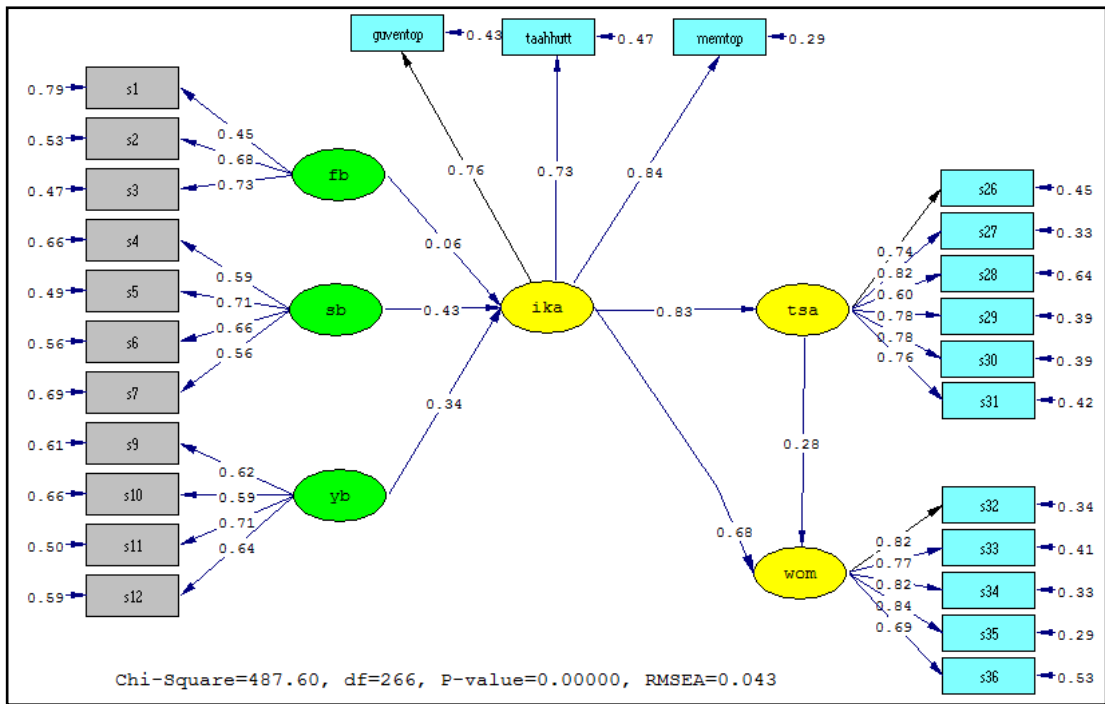 guventop 0.43
taahhutt 0.47
memtop 0.29
0.79 s1
0.53 s2
0.47 s3
0.66 s4
0.49 s5
0.56 s6
0.69 s7
0.61 s9
0.66 s10
0.50 s11
0.59 s12
0.45
0.68
0.73
fb
0.59
0.71
0.66
0.56
sb
0.62
0.59
0.71
0.64
yb
0.06
0.43
0.34
ika
0.76
0.73
0.84
0.83
0.68
tsa
0.28
wom
0.74
0.82
0.60
0.78
0.78
0.76
s26 0.45
s27 0.33
s28 0.64
s29 0.39
s30 0.39
s31 0.42
0.82
0.77
0.82
0.84
0.69
s32 0.34
s33 0.41
s34 0.33
s35 0.29
s36 0.53
Chi-Square=487.60, df=266, P-value=0.00000, RMSEA=0.043